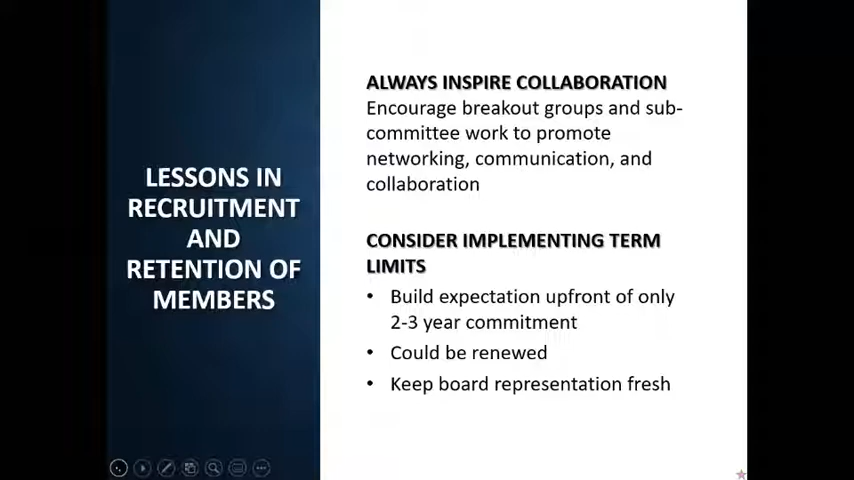 LESSONS IN
RECRUITMENT
AND
RETENTION OF
MEMBERS
ALWAYS INSPIRE COLLABORATION
Encourage breakout groups and sub-
committee work to promote
networking, communication, and
collaboration
CONSIDER IMPLEMENTING TERM
LIMITS
• Build expectation upfront of only
2-3 year commitment
• Could be renewed
• Keep board representation fresh